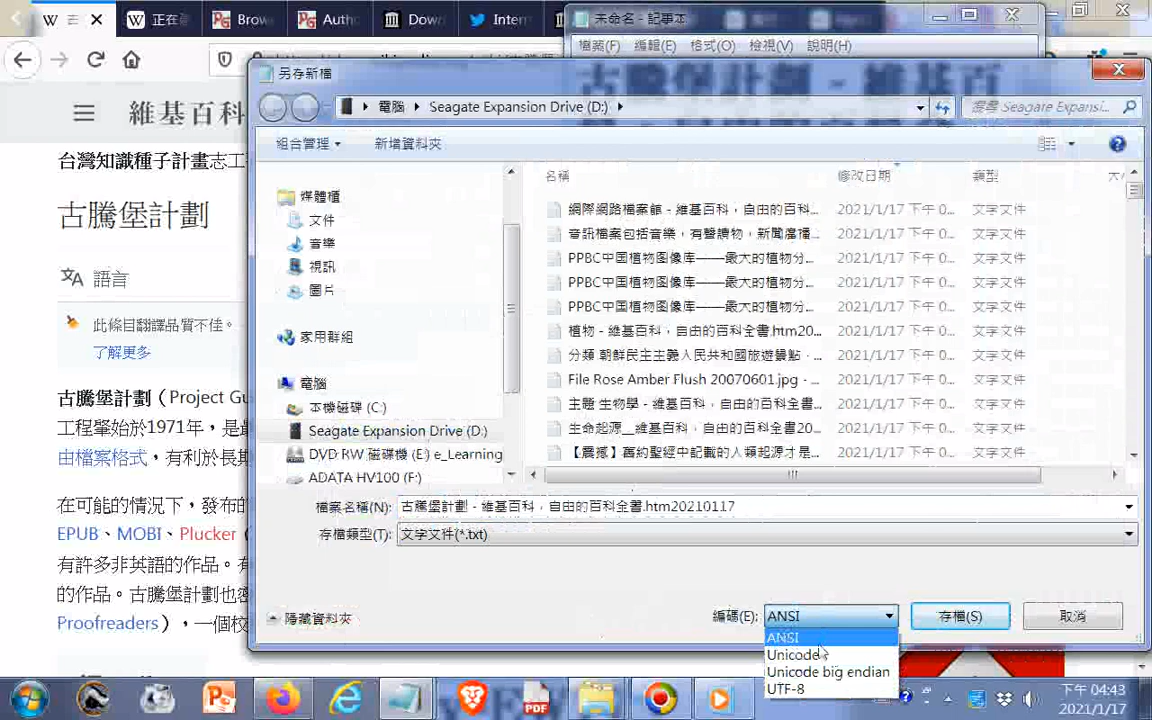 W 三
W 正在
PG Brow
PG Autho
Down
Intern
未命名 - 記事本
檔案(F) 編輯(E) 格式(O) 檢視(V) 說明(H)
古騰堡計劃 - 維基百
維基百科
台灣知識種子計畫志工
古騰堡計劃
語言
此條目翻譯品質不佳。
了解更多
古騰堡計劃（Project Gu
工程肇始於1971年，是最
由檔案格式，有利於長期
在可能的情況下，發布的
EPUB、MOBI、Plucker（
有許多非英語的作品。有
的作品。古騰堡計劃也密
Proofreaders），一個校
另存新檔
電腦 Seagate Expansion Drive (D:)
搜尋 Seagate Expansi...
組合管理 新增資料夾
媒體櫃
文件
音樂
視訊
圖片
家用群組
電腦
本機磁碟 (C:)
Seagate Expansion Drive (D:)
DVD RW 磁碟機 (E:) e_Learning
ADATA HV100 (F:)
名稱 修改日期 類型 大
網際網路檔案館 - 維基百科，自由的百科... 2021/1/17 下午 0... 文字文件
音訊檔案包括音樂，有聲讀物，新聞廣播... 2021/1/17 下午 0... 文字文件
PPBC中国植物图像库——最大的植物分... 2021/1/17 下午 0... 文字文件
PPBC中国植物图像库——最大的植物分... 2021/1/17 下午 0... 文字文件
PPBC中国植物图像库——最大的植物分... 2021/1/17 下午 0... 文字文件
植物 - 維基百科，自由的百科全書.htm20... 2021/1/17 下午 0... 文字文件
分類 朝鮮民主主義人民共和國旅遊景點 - ... 2021/1/17 下午 0... 文字文件
File Rose Amber Flush 20070601.jpg - ... 2021/1/17 下午 0... 文字文件
主題 生物學 - 維基百科，自由的百科全書... 2021/1/17 下午 0... 文字文件
生命起源__維基百科，自由的百科全書20... 2021/1/17 下午 0... 文字文件
【震撼】舊約聖經中記載的人類起源才是... 2021/1/17 下午 0... 文字文件
檔案名稱(N): 古騰堡計劃 - 維基百科，自由的百科全書.htm20210117
存檔類型(T): 文字文件(*.txt)
隱藏資料夾
編碼(E): ANSI 存檔(S) 取消
ANSI
Unicode
Unicode big endian
UTF-8
PG
PDF
下午 04:43
2021/1/17